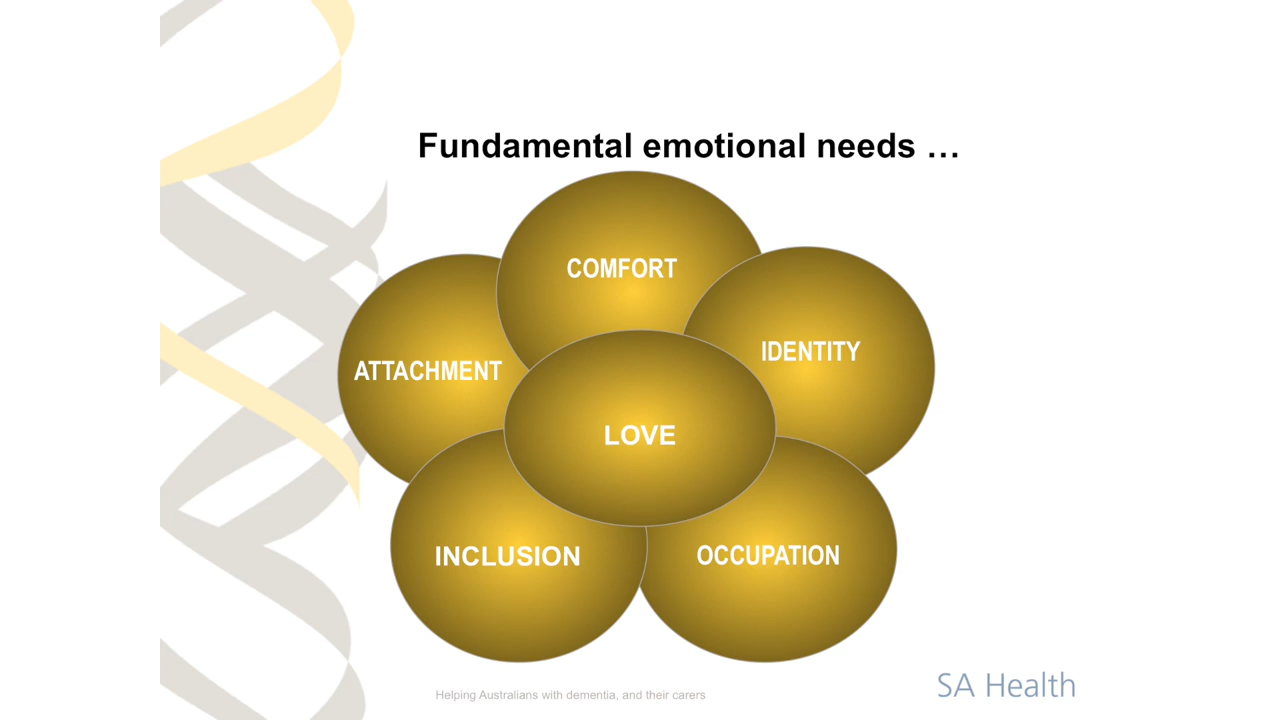 Fundamental emotional needs …
COMFORT
IDENTITY
ATTACHMENT
LOVE
INCLUSION
OCCUPATION
Helping Australians with dementia, and their carers
SA Health